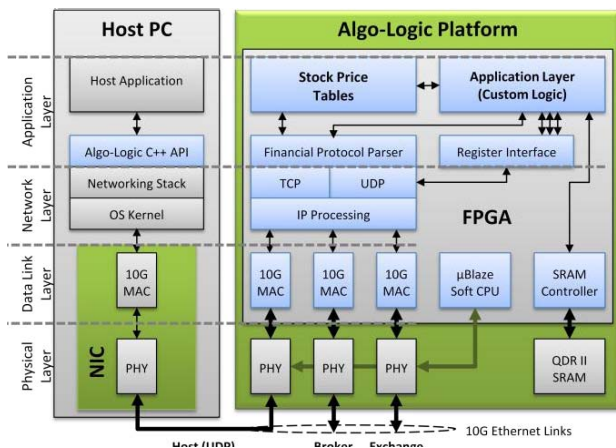 Host PC
Algo-Logic Platform
Application
Layer
Network
Layer
Data Link
Layer
Physical
Layer
Host Application
Algo-Logic C++ API
Networking Stack
OS Kernel
10G
MAC
NIC
PHY
Stock Price
Tables
Application Layer
(Custom Logic)
Financial Protocol Parser
Register Interface
TCP
UDP
IP Processing
FPGA
10G
MAC
10G
MAC
10G
MAC
µBlaze
Soft CPU
SRAM
Controller
PHY
PHY
PHY
QDR II
SRAM
10G Ethernet Links
Host (UDP)
Broker
Exchange